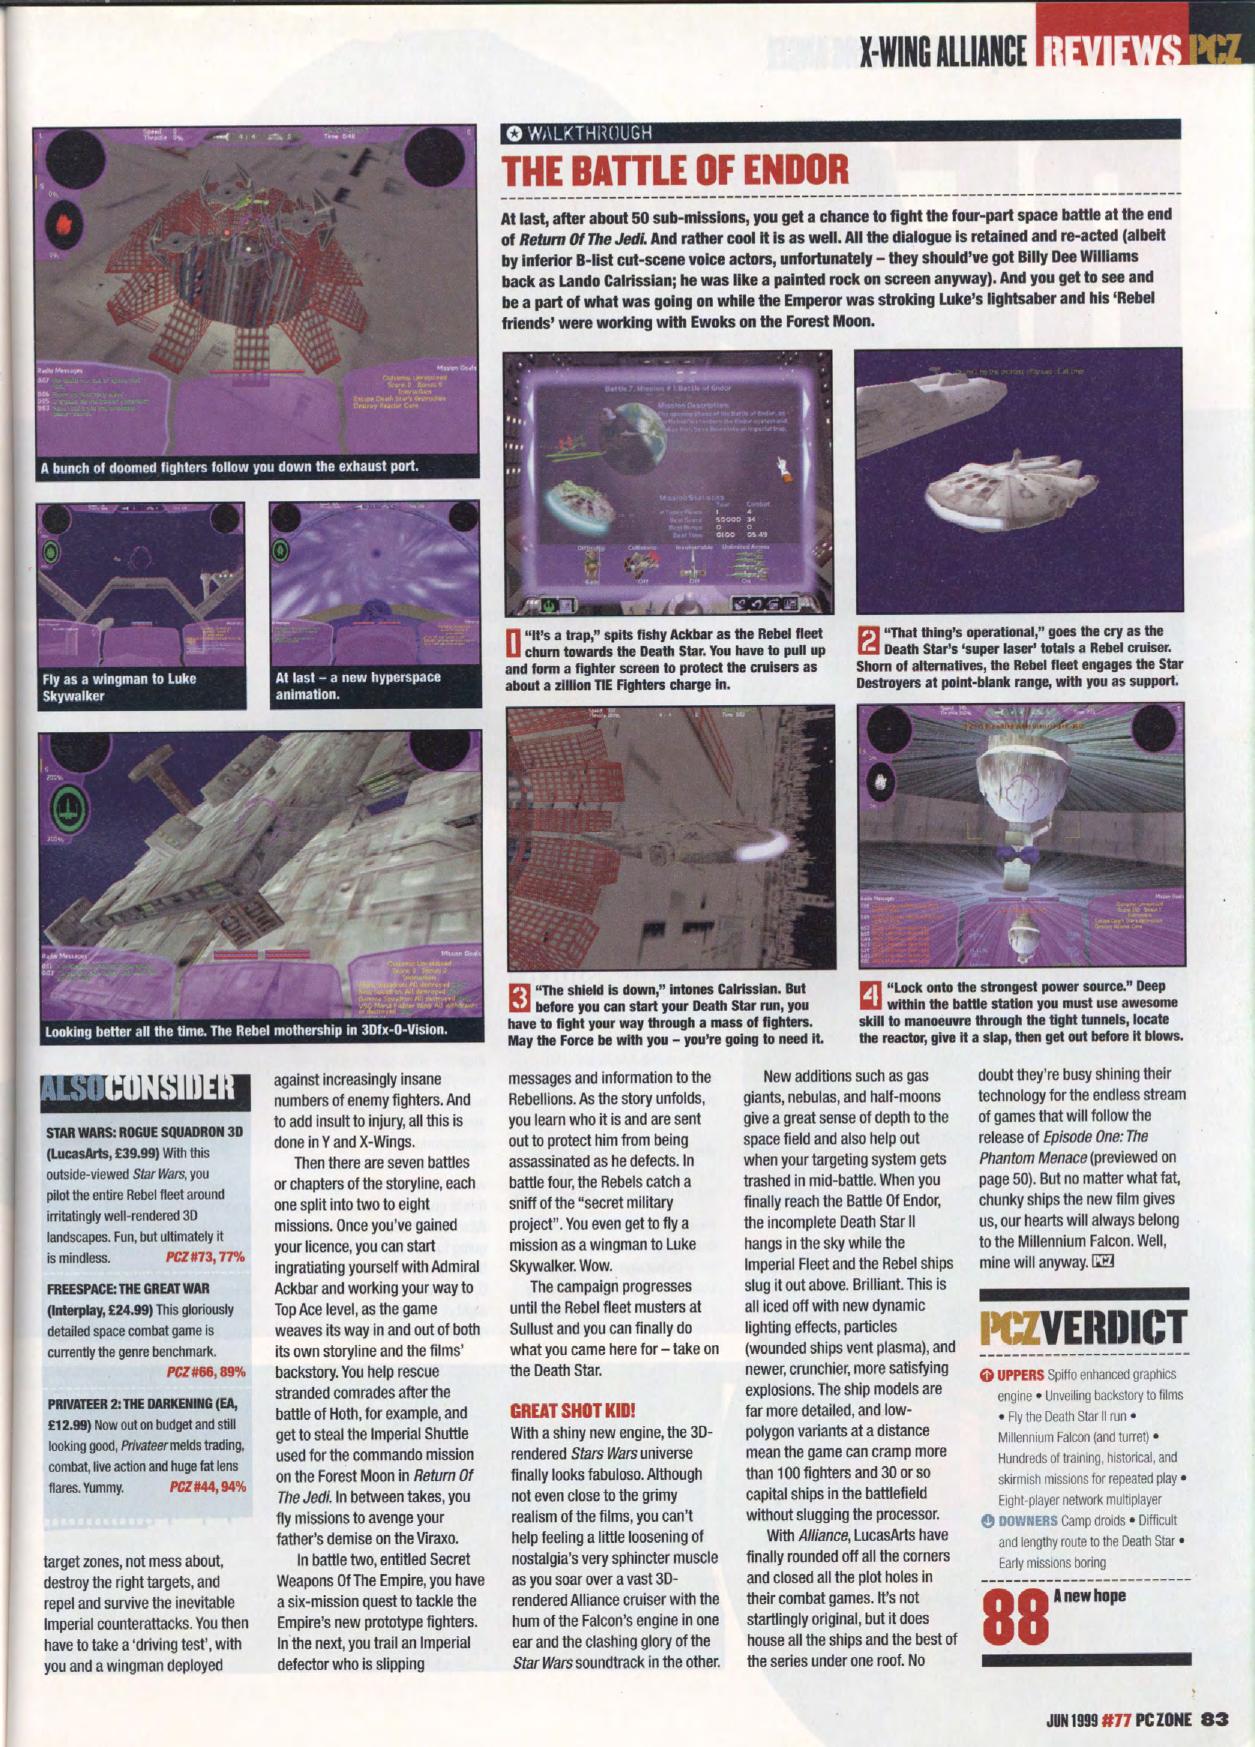 X-WING ALLIANCE REVIEWS PCZ
A bunch of doomed fighters follow you down the exhaust port.
Fly as a wingman to Luke
Skywalker
At last – a new hyperspace
animation.
Looking better all the time. The Rebel mothership in 3Dfx-O-Vision.
WALKTHROUGH
THE BATTLE OF ENDOR
At last, after about 50 sub-missions, you get a chance to fight the four-part space battle at the end
of Return Of The Jedi. And rather cool it is as well. All the dialogue is retained and re-acted (albeit
by inferior B-list cut-scene voice actors, unfortunately – they should've got Billy Dee Williams
back as Lando Calrissian; he was like a painted rock on screen anyway). And you get to see and
be a part of what was going on while the Emperor was stroking Luke's lightsaber and his 'Rebel
friends' were working with Ewoks on the Forest Moon.
Battle 7, Mission # 1 Battle of Endor
Mission Description
Mission Statistics
1 "It's a trap," spits fishy Ackbar as the Rebel fleet
churn towards the Death Star. You have to pull up
and form a fighter screen to protect the cruisers as
about a zillion TIE Fighters charge in.
2 "That thing's operational," goes the cry as the
Death Star's 'super laser' totals a Rebel cruiser.
Shorn of alternatives, the Rebel fleet engages the Star
Destroyers at point-blank range, with you as support.
3 "The shield is down," intones Calrissian. But
before you can start your Death Star run, you
have to fight your way through a mass of fighters.
May the Force be with you – you're going to need it.
4 "Lock onto the strongest power source." Deep
within the battle station you must use awesome
skill to manoeuvre through the tight tunnels, locate
the reactor, give it a slap, then get out before it blows.
ALSO CONSIDER
STAR WARS: ROGUE SQUADRON 3D
(LucasArts, £39.99) With this
outside-viewed Star Wars, you
pilot the entire Rebel fleet around
irritatingly well-rendered 3D
landscapes. Fun, but ultimately it
is mindless. PCZ #73, 77%
FREESPACE: THE GREAT WAR
(Interplay, £24.99) This gloriously
detailed space combat game is
currently the genre benchmark.
PCZ #66, 89%
PRIVATEER 2: THE DARKENING (EA,
£12.99) Now out on budget and still
looking good, Privateer melds trading,
combat, live action and huge fat lens
flares. Yummy. PCZ #44, 94%
target zones, not mess about,
destroy the right targets, and
repel and survive the inevitable
Imperial counterattacks. You then
have to take a 'driving test', with
you and a wingman deployed
against increasingly insane
numbers of enemy fighters. And
to add insult to injury, all this is
done in Y and X-Wings.
Then there are seven battles
or chapters of the storyline, each
one split into two to eight
missions. Once you've gained
your licence, you can start
ingratiating yourself with Admiral
Ackbar and working your way to
Top Ace level, as the game
weaves its way in and out of both
its own storyline and the films'
backstory. You help rescue
stranded comrades after the
battle of Hoth, for example, and
get to steal the Imperial Shuttle
used for the commando mission
on the Forest Moon in Return Of
The Jedi. In between takes, you
fly missions to avenge your
father's demise on the Viraxo.
In battle two, entitled Secret
Weapons Of The Empire, you have
a six-mission quest to tackle the
Empire's new prototype fighters.
In the next, you trail an Imperial
defector who is slipping
messages and information to the
Rebellions. As the story unfolds,
you learn who it is and are sent
out to protect him from being
assassinated as he defects. In
battle four, the Rebels catch a
sniff of the "secret military
project". You even get to fly a
mission as a wingman to Luke
Skywalker. Wow.
The campaign progresses
until the Rebel fleet musters at
Sullust and you can finally do
what you came here for – take on
the Death Star.
GREAT SHOT KID!
With a shiny new engine, the 3D-
rendered Stars Wars universe
finally looks fabuloso. Although
not even close to the grimy
realism of the films, you can't
help feeling a little loosening of
nostalgia's very sphincter muscle
as you soar over a vast 3D-
rendered Alliance cruiser with the
hum of the Falcon's engine in one
ear and the clashing glory of the
Star Wars soundtrack in the other.
New additions such as gas
giants, nebulas, and half-moons
give a great sense of depth to the
space field and also help out
when your targeting system gets
trashed in mid-battle. When you
finally reach the Battle Of Endor,
the incomplete Death Star II
hangs in the sky while the
Imperial Fleet and the Rebel ships
slug it out above. Brilliant. This is
all iced off with new dynamic
lighting effects, particles
(wounded ships vent plasma), and
newer, crunchier, more satisfying
explosions. The ship models are
far more detailed, and low-
polygon variants at a distance
mean the game can cramp more
than 100 fighters and 30 or so
capital ships in the battlefield
without slugging the processor.
With Alliance, LucasArts have
finally rounded off all the corners
and closed all the plot holes in
their combat games. It's not
startlingly original, but it does
house all the ships and the best of
the series under one roof. No
doubt they're busy shining their
technology for the endless stream
of games that will follow the
release of Episode One: The
Phantom Menace (previewed on
page 50). But no matter what fat,
chunky ships the new film gives
us, our hearts will always belong
to the Millennium Falcon. Well,
mine will anyway. PCZ
PCZVERDICT
UPPERS Spiffo enhanced graphics
engine • Unveiling backstory to films
• Fly the Death Star II run •
Millennium Falcon (and turret) •
Hundreds of training, historical, and
skirmish missions for repeated play •
Eight-player network multiplayer
DOWNERS Camp droids • Difficult
and lengthy route to the Death Star •
Early missions boring
88 A new hope
JUN 1999 #77 PC ZONE 83